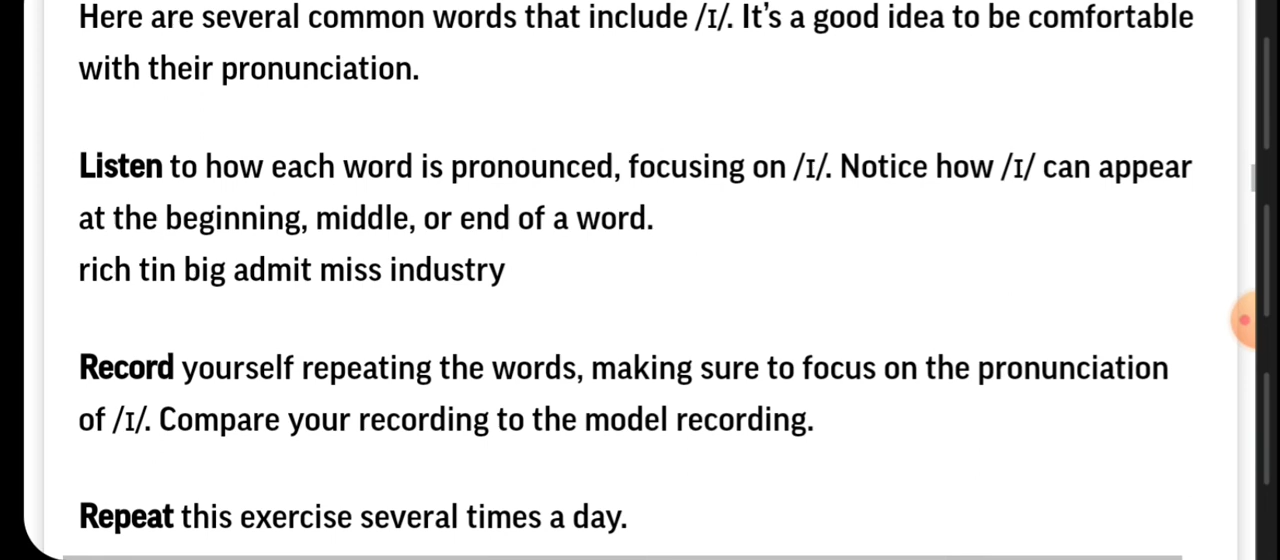 Here are several common words that include /ɪ/. It’s a good idea to be comfortable
with their pronunciation.
Listen to how each word is pronounced, focusing on /ɪ/. Notice how /ɪ/ can appear
at the beginning, middle, or end of a word.
rich tin big admit miss industry
Record yourself repeating the words, making sure to focus on the pronunciation
of /ɪ/. Compare your recording to the model recording.
Repeat this exercise several times a day.